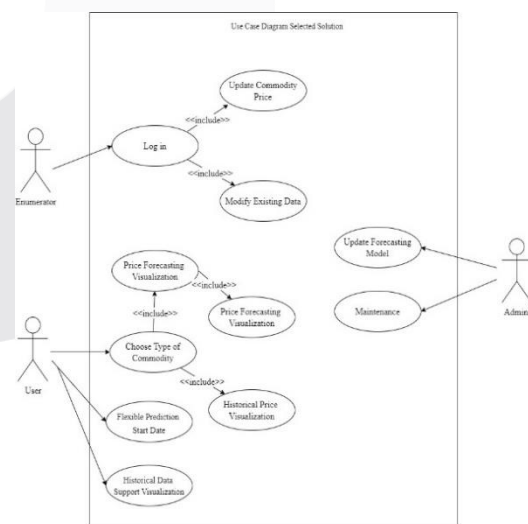 Use Case Diagram Selected Solution
Update Commodity
Price
<<include>>
Log in
<<include>>
Modify Existing Data
Enumerator
Price Forecasting
Visualization
<<include>>
Price Forecasting
Visualization
<<include>>
Choose Type of
Commodity
<<include>>
Historical Price
Visualization
User
Flexible Prediction
Start Date
Historical Data
Support Visualization
Update Forecasting
Model
Maintenance
Admin